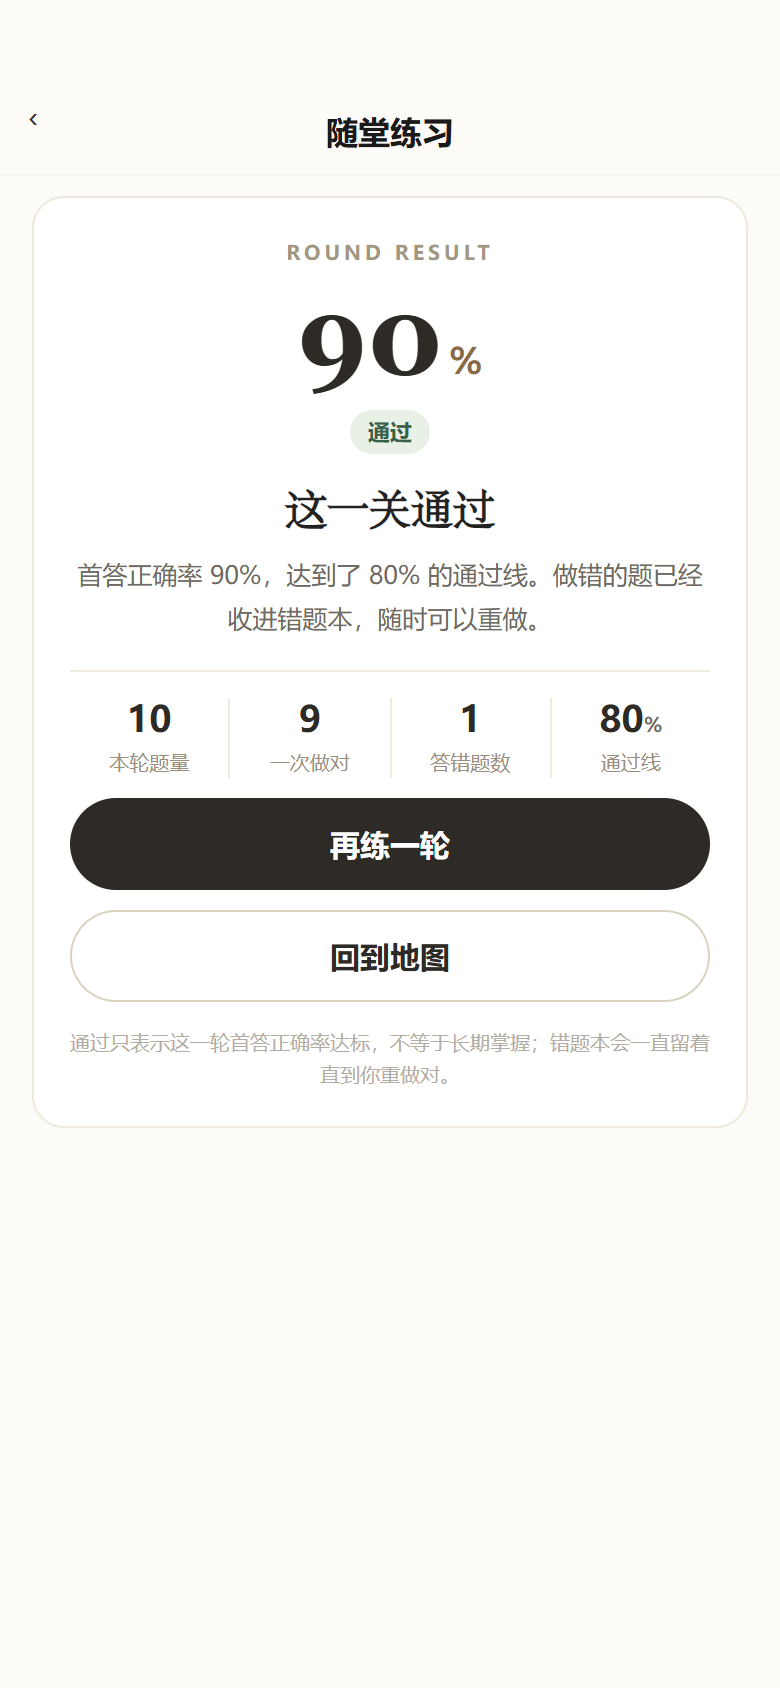 ‹
随堂练习
ROUND RESULT
90 %
通过
这一关通过
首答正确率 90%，达到了 80% 的通过线。做错的题已经
收进错题本，随时可以重做。
10 9 1 80%
本轮题量 一次做对 答错题数 通过线
再练一轮
回到地图
通过只表示这一轮首答正确率达标，不等于长期掌握；错题本会一直留着
直到你重做对。